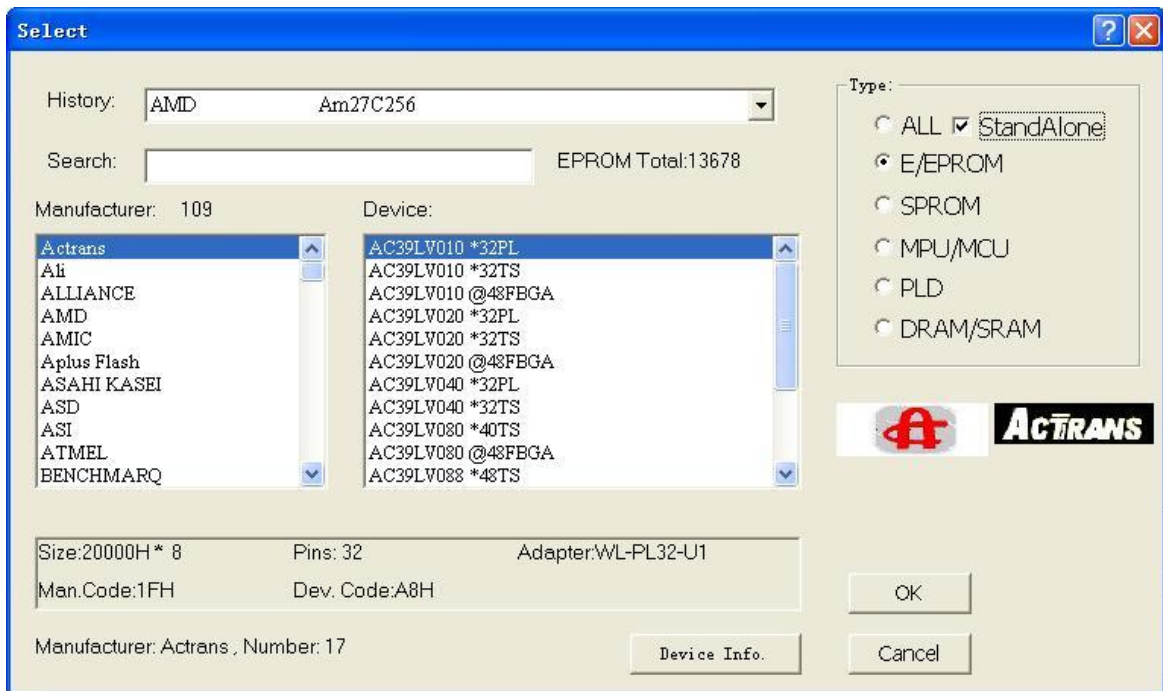 Select
History: AMD Am27C256
Search: EPROM Total:13678
Manufacturer: 109 Device:
Actrans
Ali
ALLIANCE
AMD
AMIC
Aplus Flash
ASAHI KASEI
ASD
ASI
ATMEL
BENCHMARQ
AC39LV010 *32PL
AC39LV010 *32TS
AC39LV010 @48FBGA
AC39LV020 *32PL
AC39LV020 *32TS
AC39LV020 @48FBGA
AC39LV040 *32PL
AC39LV040 *32TS
AC39LV080 *40TS
AC39LV080 @48FBGA
AC39LV088 *48TS
Type:
ALL StandAlone
E/EPROM
SPROM
MPU/MCU
PLD
DRAM/SRAM
ACTRANS
Size:20000H * 8 Pins: 32 Adapter:WL-PL32-U1
Man.Code:1FH Dev. Code:A8H
Manufacturer: Actrans , Number: 17
Device Info.
OK
Cancel